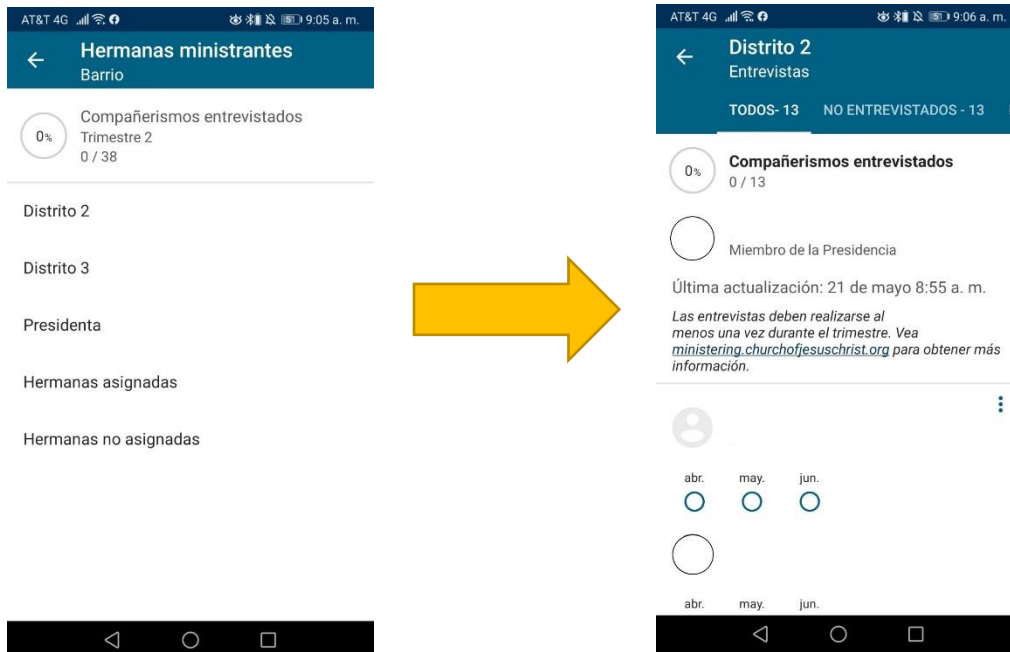 AT&T 4G 9:05 a. m.
Hermanas ministrantes
Barrio
Compañerismos entrevistados
0%
Trimestre 2
0 / 38
Distrito 2
Distrito 3
Presidenta
Hermanas asignadas
Hermanas no asignadas
AT&T 4G 9:06 a. m.
Distrito 2
Entrevistas
TODOS- 13 NO ENTREVISTADOS - 13
0%
Compañerismos entrevistados
0 / 13
Miembro de la Presidencia
Última actualización: 21 de mayo 8:55 a. m.
Las entrevistas deben realizarse al
menos una vez durante el trimestre. Vea
ministering.churchofjesuschrist.org para obtener más
información.
abr. may. jun.
abr. may. jun.